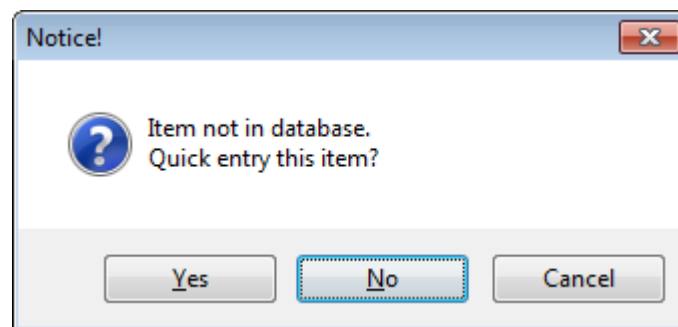 Notice!
Item not in database.
Quick entry this item?
Yes
No
Cancel